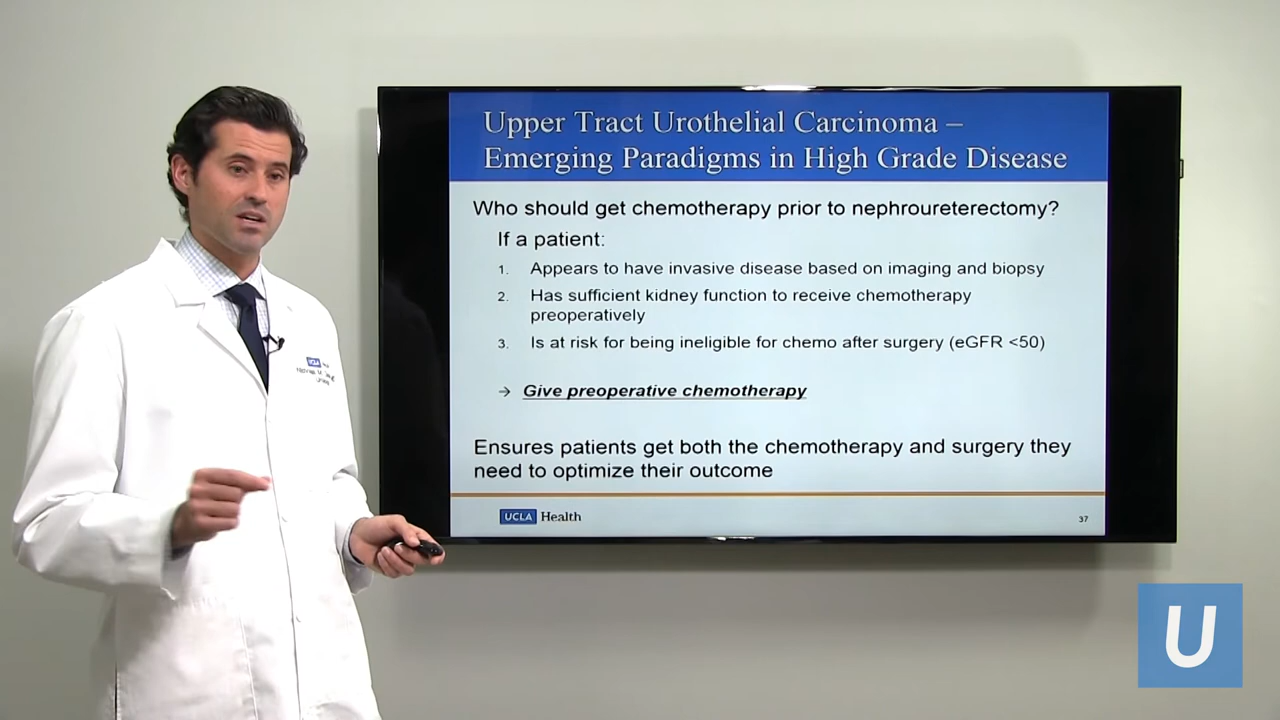 Upper Tract Urothelial Carcinoma –
Emerging Paradigms in High Grade Disease
Who should get chemotherapy prior to nephroureterectomy?
If a patient:
1. Appears to have invasive disease based on imaging and biopsy
2. Has sufficient kidney function to receive chemotherapy
preoperatively
3. Is at risk for being ineligible for chemo after surgery (eGFR <50)
→ Give preoperative chemotherapy
Ensures patients get both the chemotherapy and surgery they
need to optimize their outcome
UCLA Health
37
UCLA
U